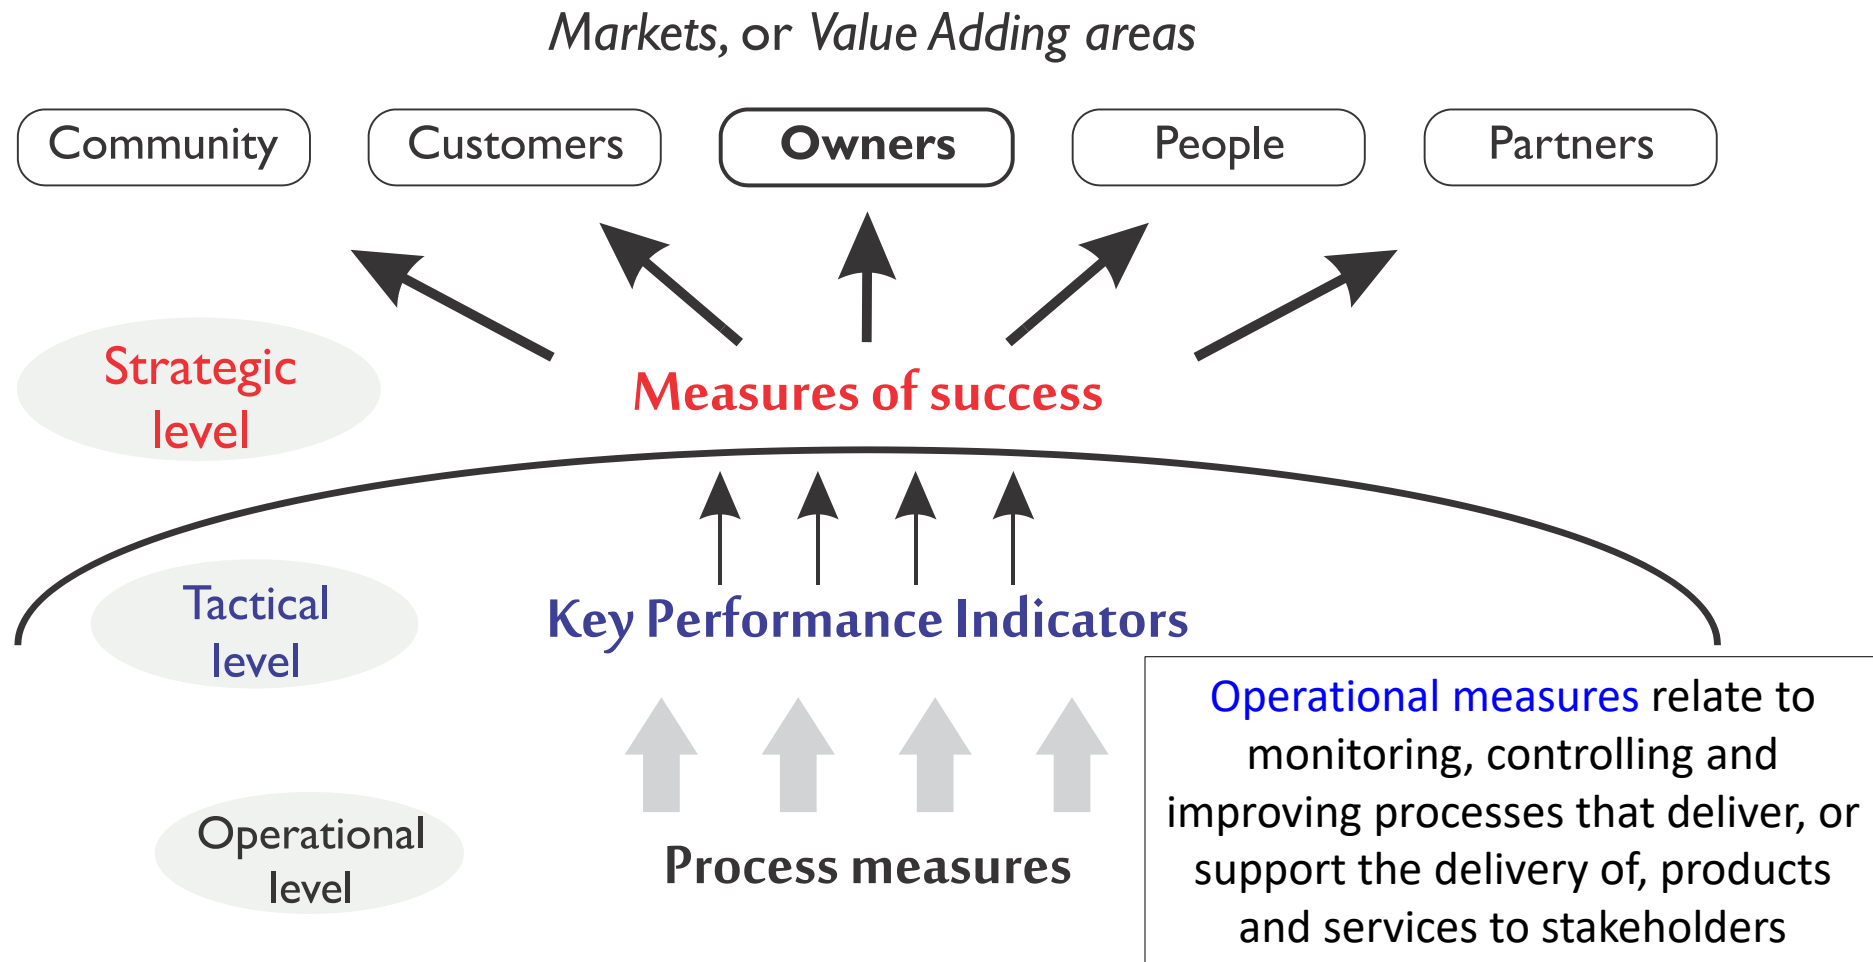 Markets, or Value Adding areas
Community
Customers
Owners
People
Partners
Strategic
level
Measures of success
Tactical
level
Key Performance Indicators
Operational
level
Process measures
Operational measures relate to
monitoring, controlling and
improving processes that deliver, or
support the delivery of, products
and services to stakeholders